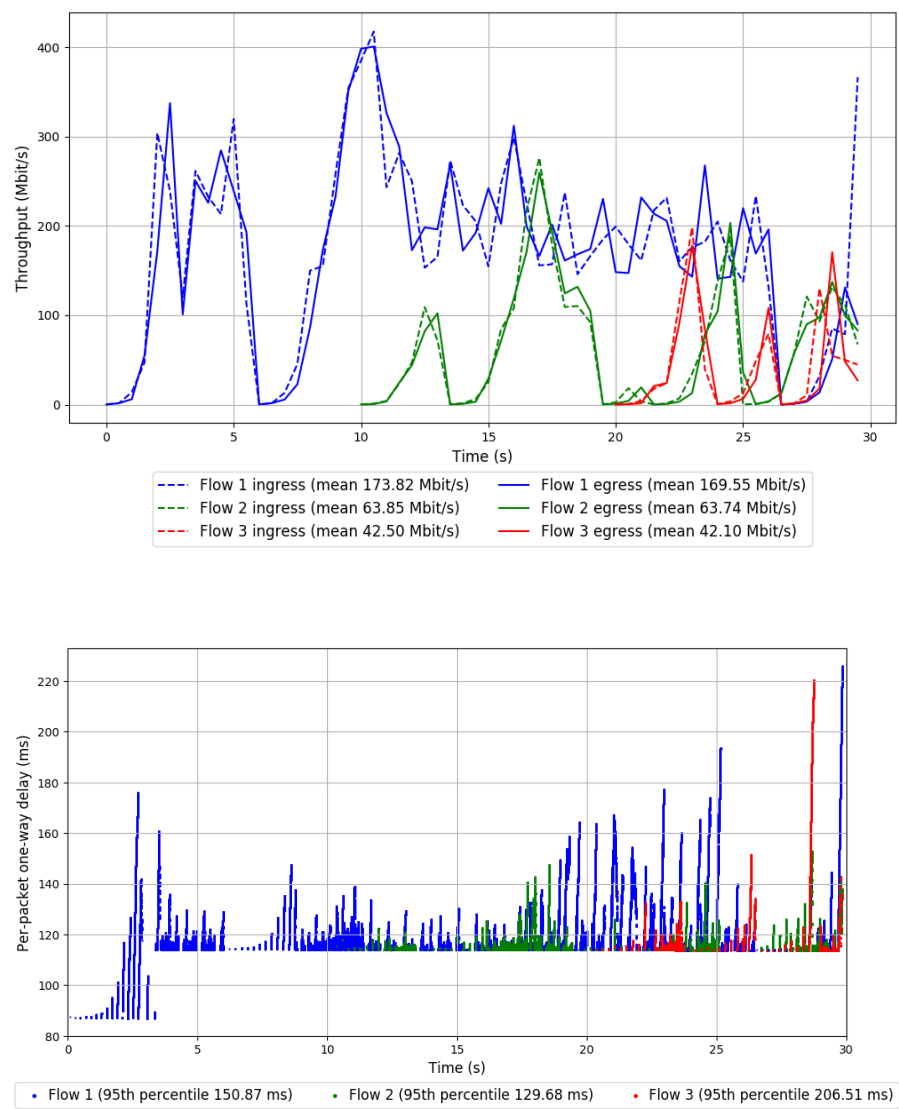 400
300
200
100
0
Throughput (Mbit/s)
0 5 10 15 20 25 30
Time (s)
Flow 1 ingress (mean 173.82 Mbit/s) Flow 1 egress (mean 169.55 Mbit/s)
Flow 2 ingress (mean 63.85 Mbit/s) Flow 2 egress (mean 63.74 Mbit/s)
Flow 3 ingress (mean 42.50 Mbit/s) Flow 3 egress (mean 42.10 Mbit/s)
220
200
180
160
140
120
100
80
Per-packet one-way delay (ms)
0 5 10 15 20 25 30
Time (s)
Flow 1 (95th percentile 150.87 ms) Flow 2 (95th percentile 129.68 ms) Flow 3 (95th percentile 206.51 ms)